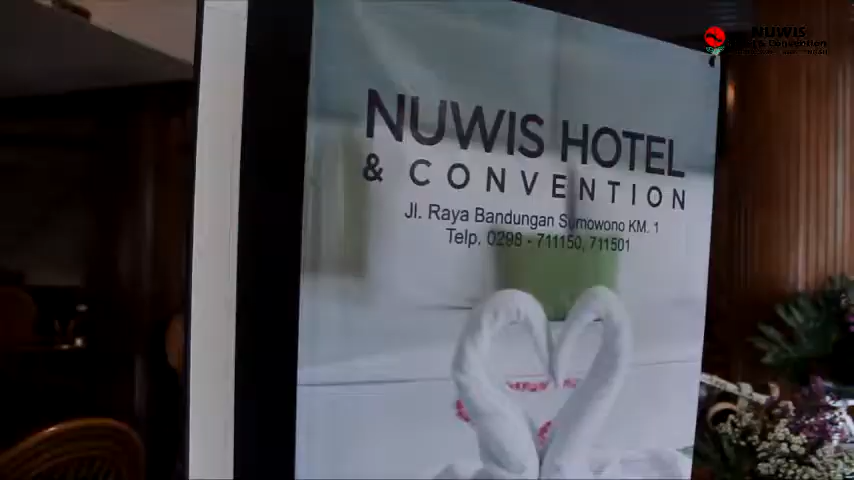 NUWIS
NUWIS HOTEL
& CONVENTION
Jl. Raya Bandungan Sumowono KM. 1
Telp. 0298 - 711150, 711501